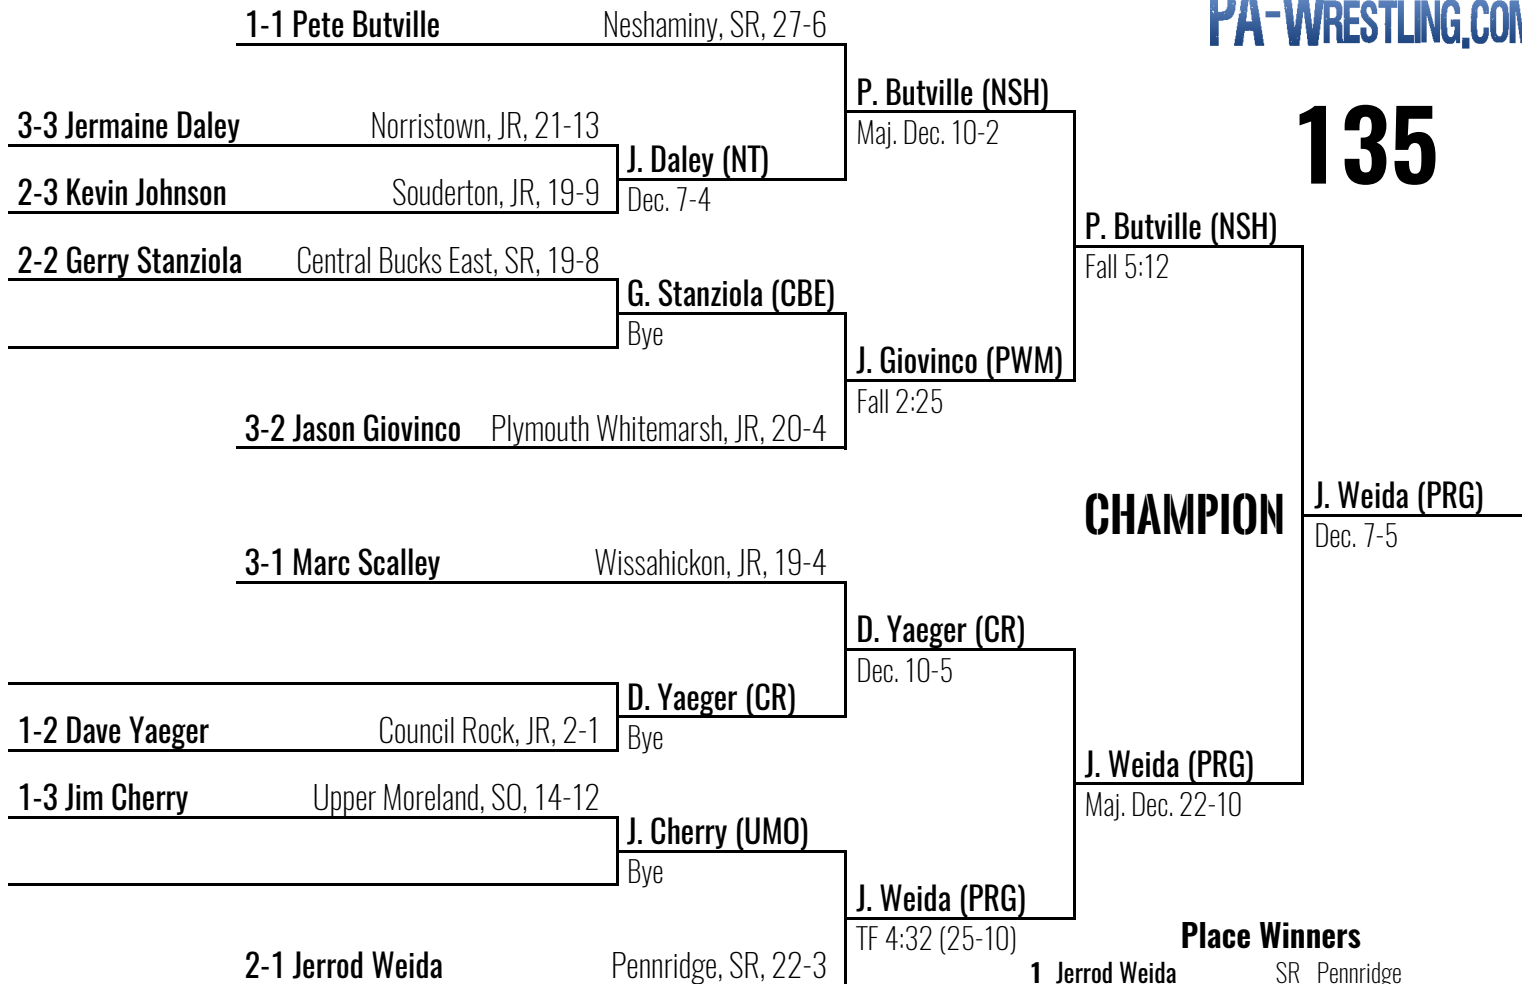 PA-WRESTLING.COM
135
1-1 Pete Butville Neshaminy, SR, 27-6
P. Butville (NSH)
Maj. Dec. 10-2
3-3 Jermaine Daley Norristown, JR, 21-13
J. Daley (NT)
Dec. 7-4
2-3 Kevin Johnson Souderton, JR, 19-9
P. Butville (NSH)
Fall 5:12
2-2 Gerry Stanziola Central Bucks East, SR, 19-8
G. Stanziola (CBE)
Bye
J. Giovinco (PWM)
Fall 2:25
3-2 Jason Giovinco Plymouth Whitemarsh, JR, 20-4
CHAMPION
J. Weida (PRG)
Dec. 7-5
3-1 Marc Scalley Wissahickon, JR, 19-4
D. Yaeger (CR)
Dec. 10-5
D. Yaeger (CR)
Bye
1-2 Dave Yaeger Council Rock, JR, 2-1
J. Weida (PRG)
Maj. Dec. 22-10
1-3 Jim Cherry Upper Moreland, SO, 14-12
J. Cherry (UMO)
Bye
J. Weida (PRG)
TF 4:32 (25-10)
2-1 Jerrod Weida Pennridge, SR, 22-3
Place Winners
1 Jerrod Weida SR Pennridge